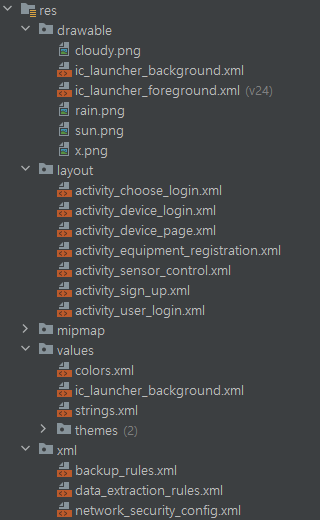 res
drawable
cloudy.png
ic_launcher_background.xml
ic_launcher_foreground.xml (v24)
rain.png
sun.png
x.png
layout
activity_choose_login.xml
activity_device_login.xml
activity_device_page.xml
activity_equipment_registration.xml
activity_sensor_control.xml
activity_sign_up.xml
activity_user_login.xml
mipmap
values
colors.xml
ic_launcher_background.xml
strings.xml
themes (2)
xml
backup_rules.xml
data_extraction_rules.xml
network_security_config.xml